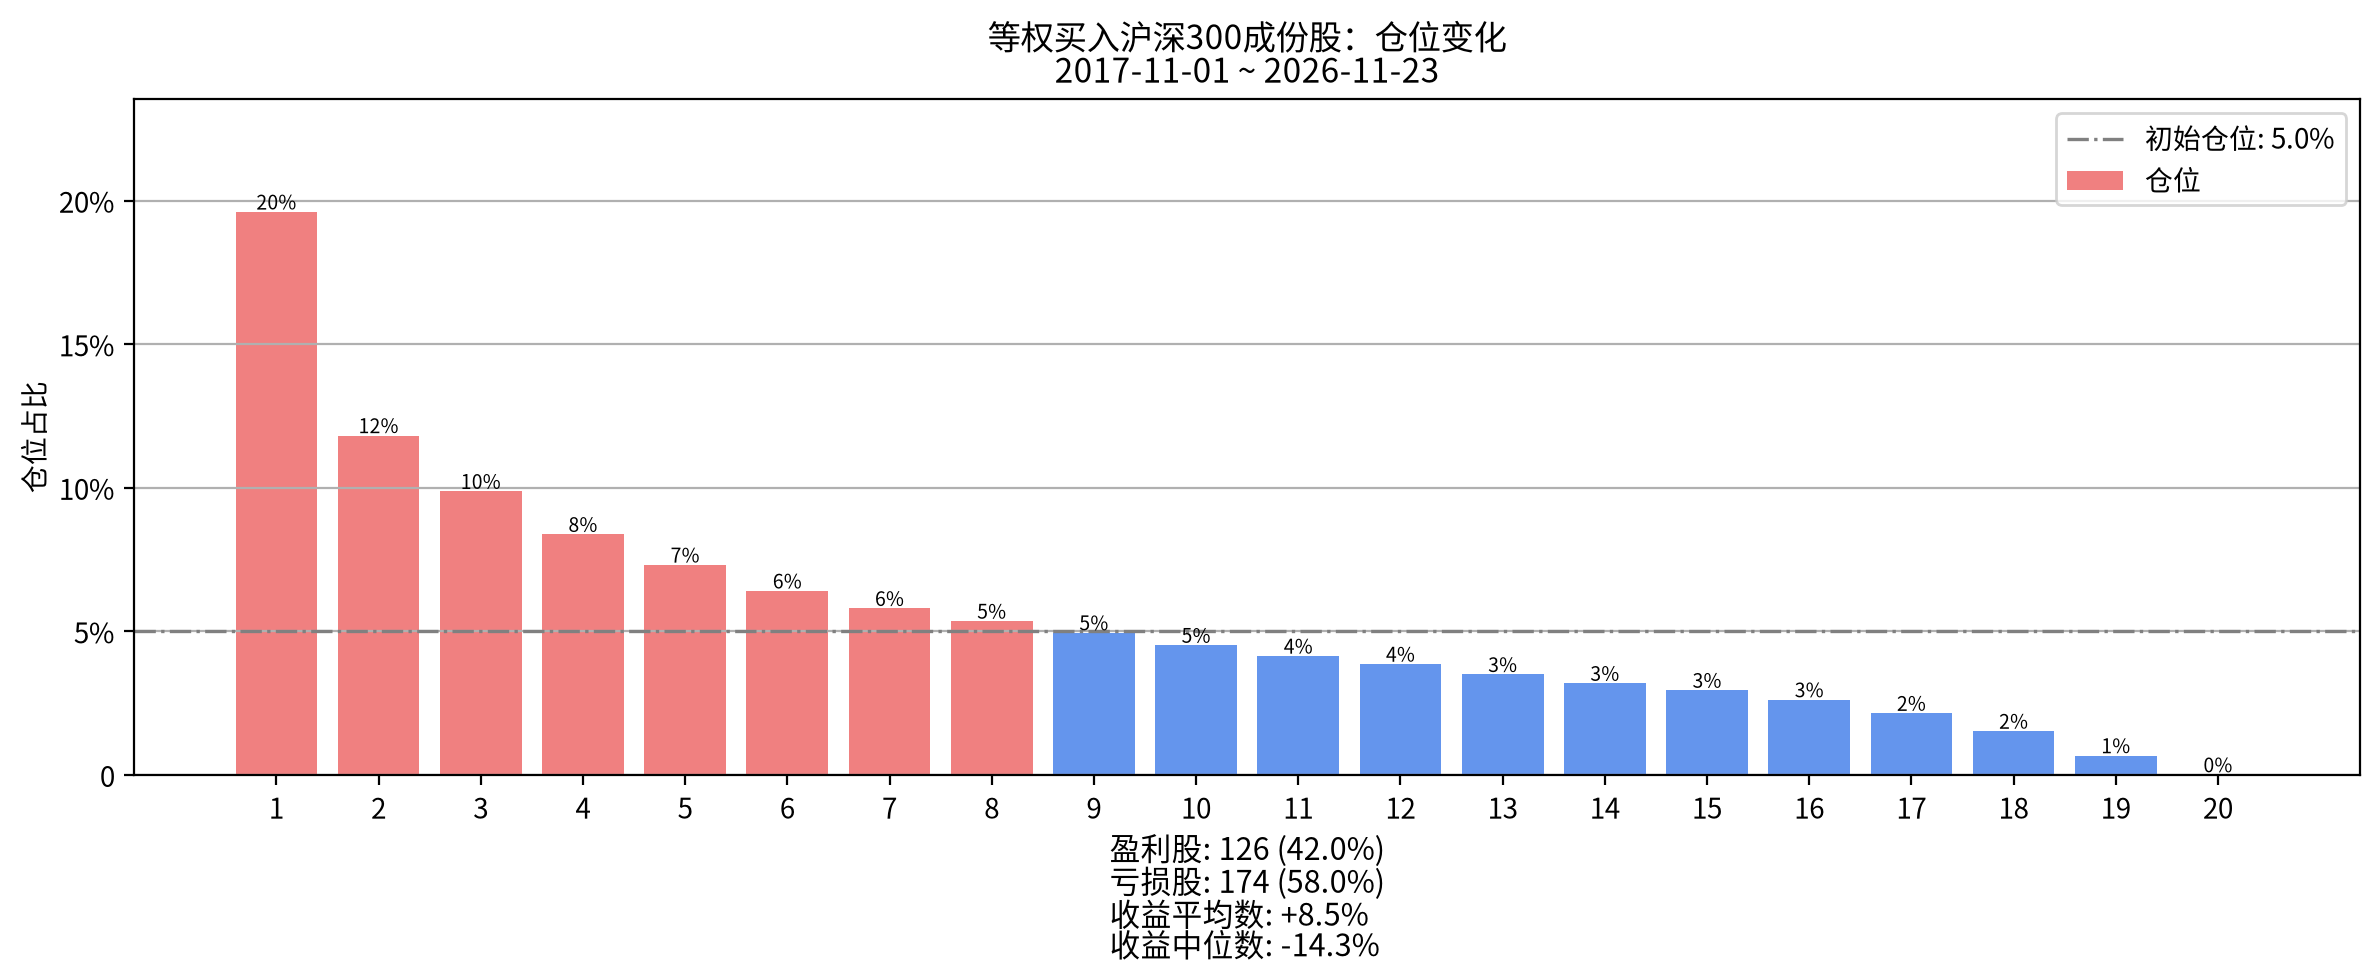 等权买入沪深300成份股：仓位变化
2017-11-01 ~ 2026-11-23
初始仓位: 5.0%
仓位
仓位占比
20%
15%
10%
5%
0
20%
12%
10%
8%
7%
6%
6%
5%
5%
5%
4%
4%
3%
3%
3%
3%
2%
2%
1%
0%
1 2 3 4 5 6 7 8 9 10 11 12 13 14 15 16 17 18 19 20
盈利股: 126 (42.0%)
亏损股: 174 (58.0%)
收益平均数: +8.5%
收益中位数: -14.3%